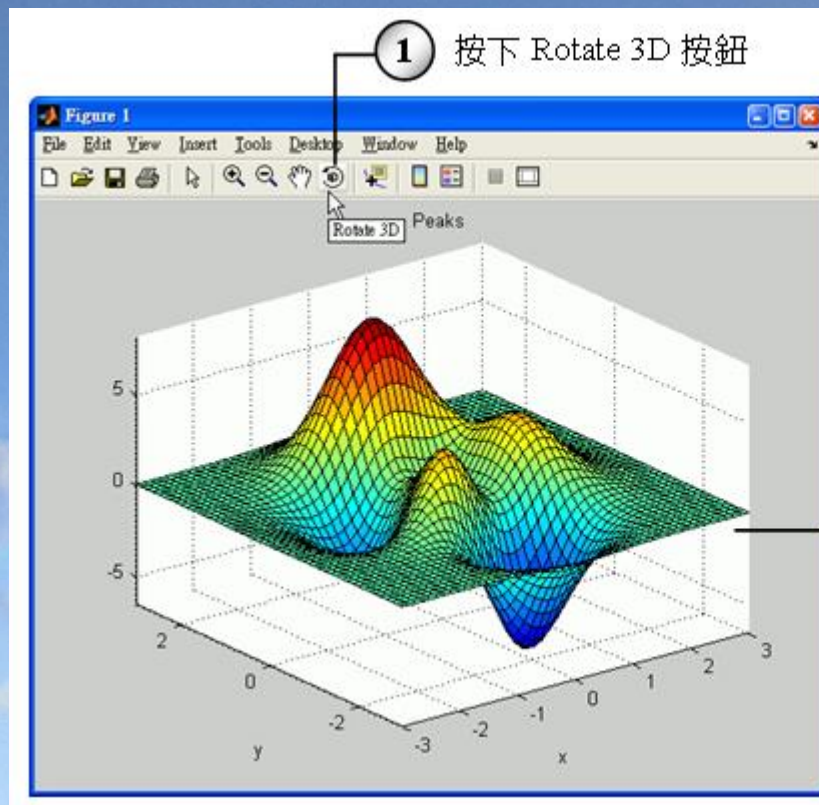 1 按下 Rotate 3D 按鈕
Figure 1
File Edit View Insert Tools Desktop Window Help
Rotate 3D
Peaks
5
0
-5
2
0
-2
y
-3
-2
-1
0
1
2
3
x